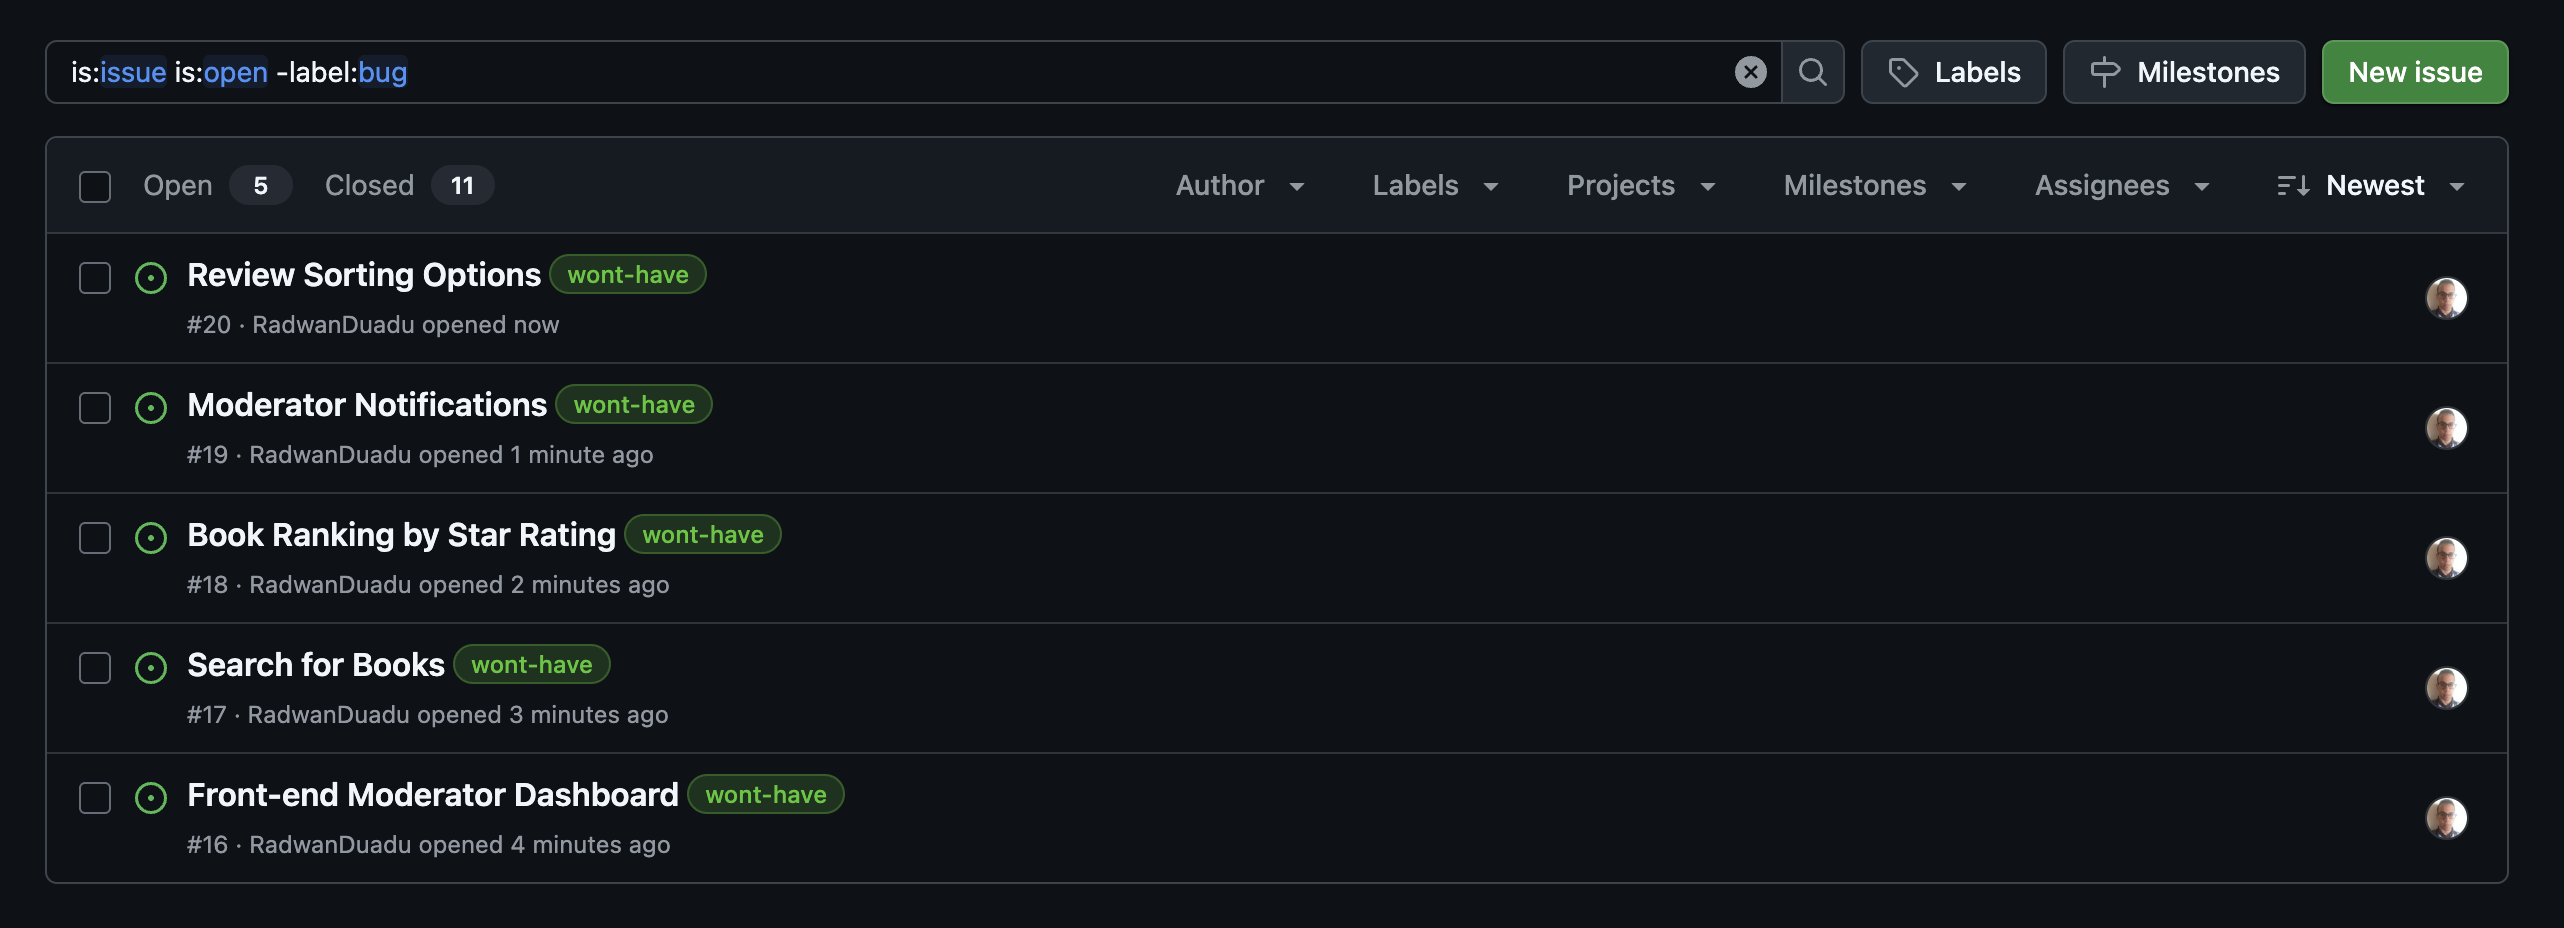 is:issue is:open -label:bug
Labels
Milestones
New issue
Open 5 Closed 11 Author Labels Projects Milestones Assignees Newest
Review Sorting Options wont-have
#20 · RadwanDuadu opened now
Moderator Notifications wont-have
#19 · RadwanDuadu opened 1 minute ago
Book Ranking by Star Rating wont-have
#18 · RadwanDuadu opened 2 minutes ago
Search for Books wont-have
#17 · RadwanDuadu opened 3 minutes ago
Front-end Moderator Dashboard wont-have
#16 · RadwanDuadu opened 4 minutes ago